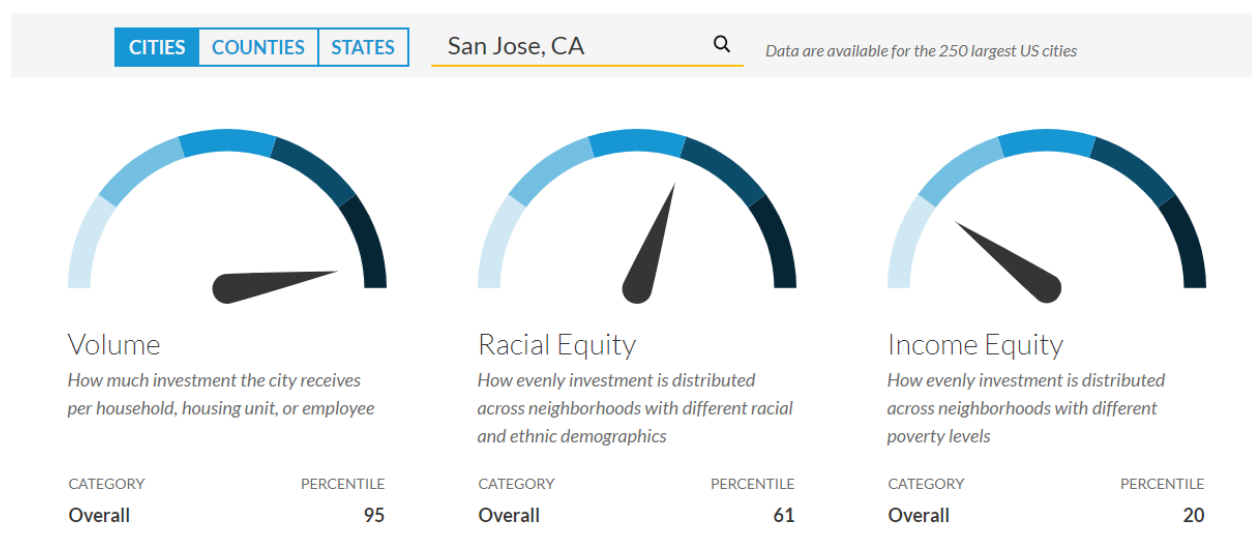 CITIES COUNTIES STATES San Jose, CA Data are available for the 250 largest US cities
Volume
How much investment the city receives
per household, housing unit, or employee
CATEGORY PERCENTILE
Overall 95
Racial Equity
How evenly investment is distributed
across neighborhoods with different racial
and ethnic demographics
CATEGORY PERCENTILE
Overall 61
Income Equity
How evenly investment is distributed
across neighborhoods with different
poverty levels
CATEGORY PERCENTILE
Overall 20